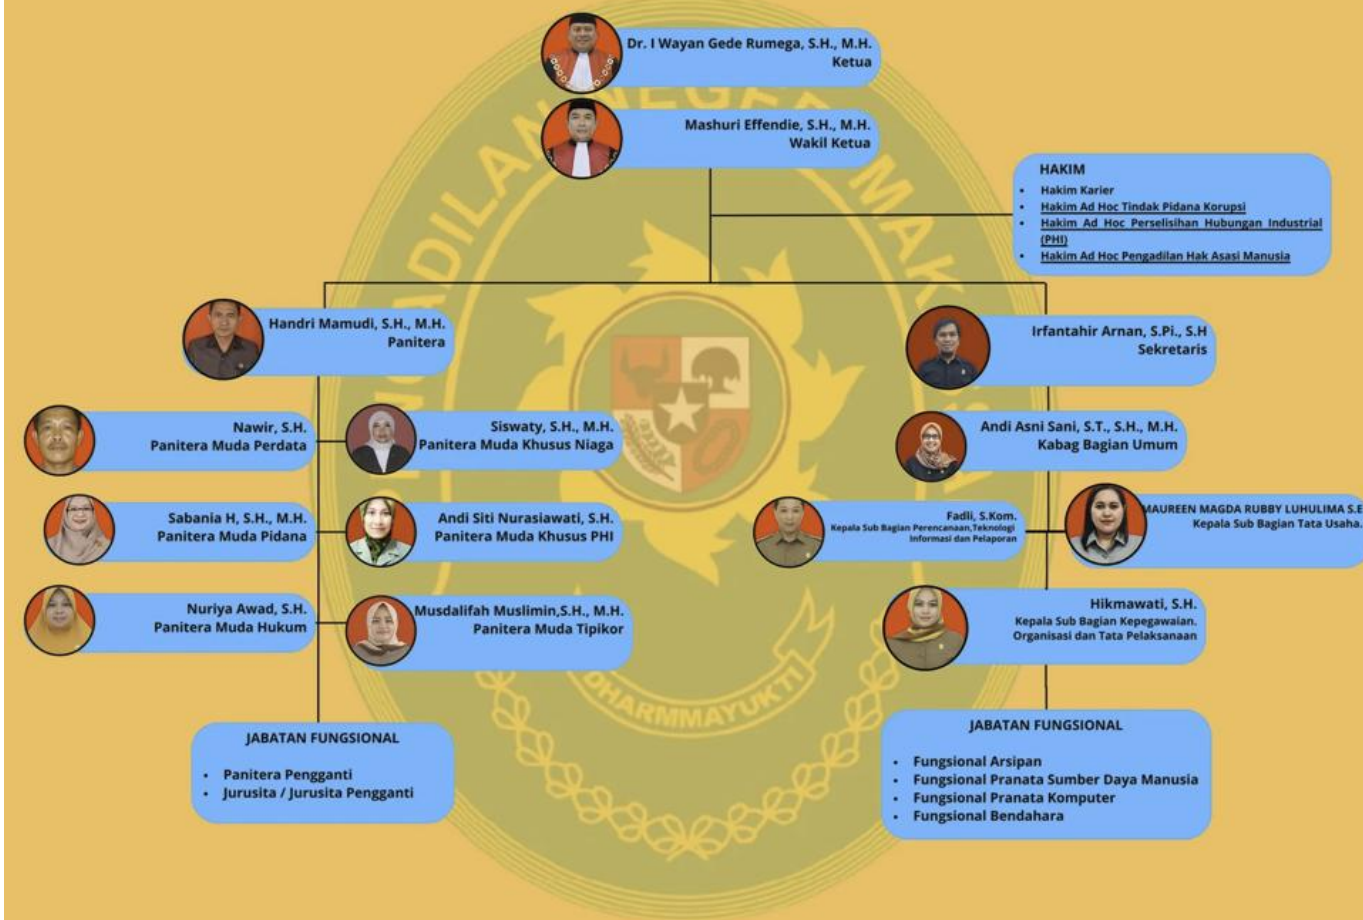 Dr. I Wayan Gede Rumega, S.H., M.H.
Ketua
Mashuri Effendie, S.H., M.H.
Wakil Ketua
HAKIM
• Hakim Karier
• Hakim Ad Hoc Tindak Pidana Korupsi
• Hakim Ad Hoc Perselisihan Hubungan Industrial
(PHI)
• Hakim Ad Hoc Pengadilan Hak Asasi Manusia
Handri Mamudi, S.H., M.H.
Panitera
Irfantahir Arnan, S.Pi., S.H
Sekretaris
Nawir, S.H.
Panitera Muda Perdata
Siswaty, S.H., M.H.
Panitera Muda Khusus Niaga
Andi Asni Sani, S.T., S.H., M.H.
Kabag Bagian Umum
Sabania H, S.H., M.H.
Panitera Muda Pidana
Andi Siti Nurasiawati, S.H.
Panitera Muda Khusus PHI
Fadli, S.Kom.
Kepala Sub Bagian Perencanaan,Teknologi
Informasi dan Pelaporan
MAUREEN MAGDA RUBBY LUHULIMA S.E
Kepala Sub Bagian Tata Usaha.
Nuriya Awad, S.H.
Panitera Muda Hukum
Musdalifah Muslimin,S.H., M.H.
Panitera Muda Tipikor
Hikmawati, S.H.
Kepala Sub Bagian Kepegawaian.
Organisasi dan Tata Pelaksanaan
JABATAN FUNGSIONAL
• Panitera Pengganti
• Jurusita / Jurusita Pengganti
JABATAN FUNGSIONAL
• Fungsional Arsipan
• Fungsional Pranata Sumber Daya Manusia
• Fungsional Pranata Komputer
• Fungsional Bendahara
DHARMMAYUKTI